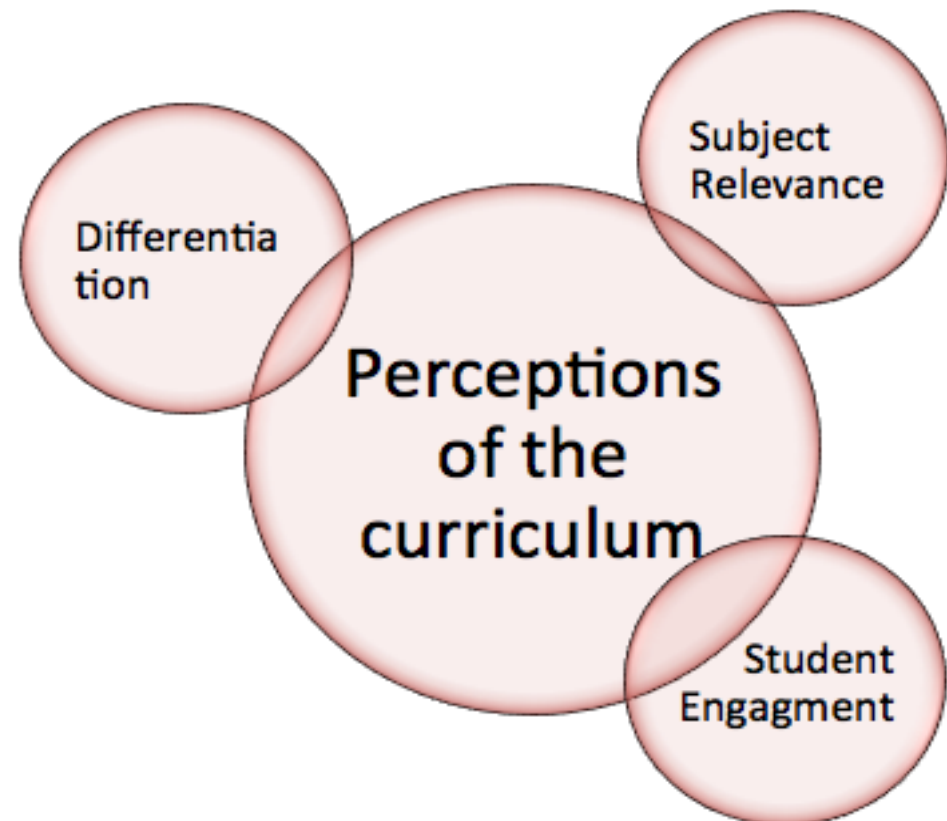 Subject
Relevance
Differentia
tion
Perceptions
of the
curriculum
Student
Engagment